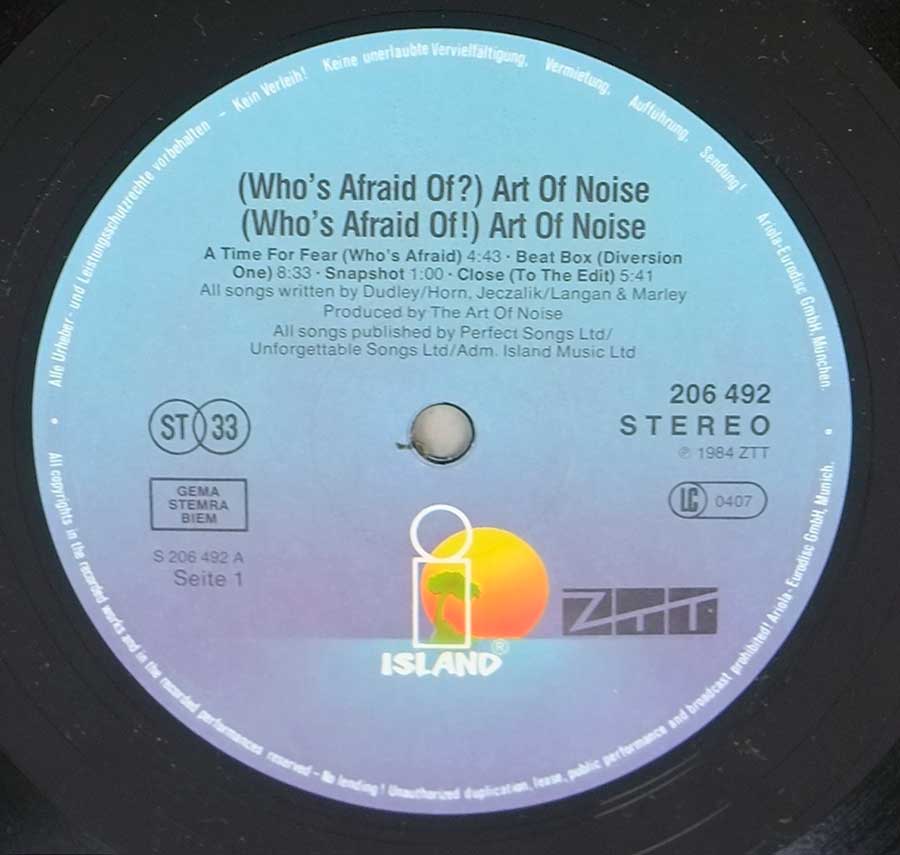 Alle Urheber- und Leistungsschutzrechte vorbehalten – Kein Verleih! Keine unerlaubte Vervielfältigung, Vermietung, Aufführung, Sendung! Ariola-Eurodisc GmbH, München.
(Who's Afraid Of?) Art Of Noise
(Who's Afraid Of!) Art Of Noise
A Time For Fear (Who's Afraid) 4:43 · Beat Box (Diversion
One) 8:33 · Snapshot 1:00 · Close (To The Edit) 5:41
All songs written by Dudley/Horn, Jeczalik/Langan & Marley
Produced by The Art Of Noise
All songs published by Perfect Songs Ltd/
Unforgettable Songs Ltd/Adm. Island Music Ltd
206 492
STEREO
℗ 1984 ZTT
LC 0407
ST 33
GEMA
STEMRA
BIEM
S 206 492 A
Seite 1
i
ISLAND®
ZTT
All copyrights in the recorded works and in the recorded performances reserved – No lending! Unauthorized duplication, lease, public performance and broadcast prohibited! Ariola-Eurodisc GmbH, Munich.